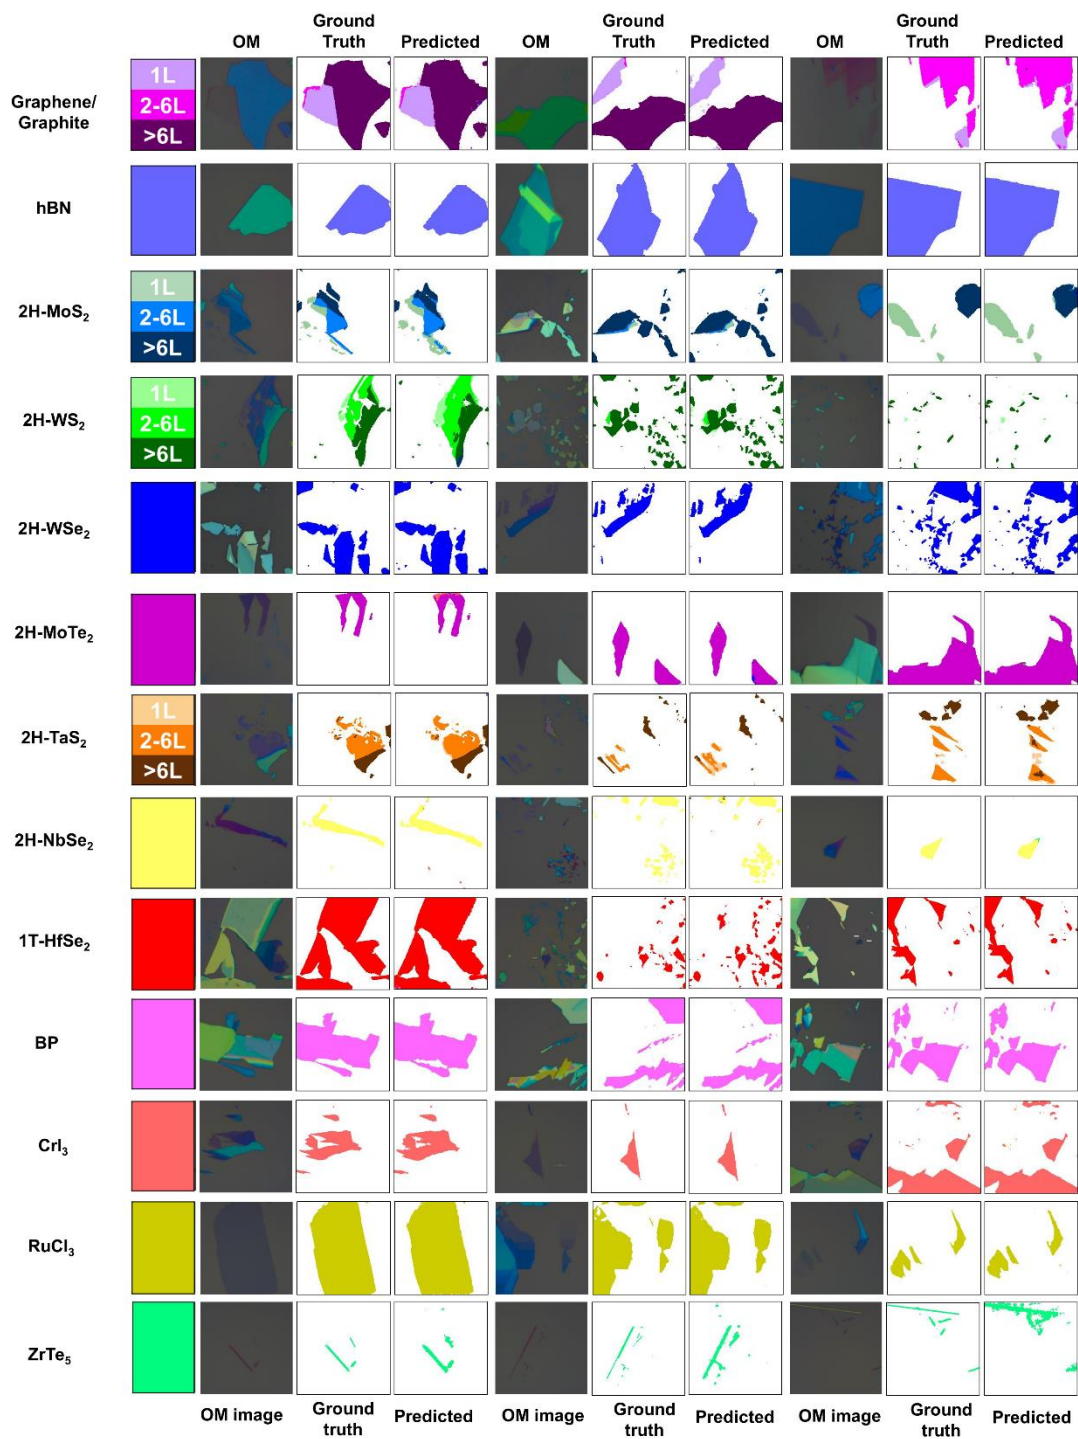 OM Ground Truth Predicted OM Ground Truth Predicted OM Ground Truth Predicted
Graphene/
Graphite
1L
2-6L
>6L
hBN
2H-MoS₂
1L
2-6L
>6L
2H-WS₂
1L
2-6L
>6L
2H-WSe₂
2H-MoTe₂
2H-TaS₂
1L
2-6L
>6L
2H-NbSe₂
1T-HfSe₂
BP
CrI₃
RuCl₃
ZrTe₅
OM image Ground truth Predicted OM image Ground truth Predicted OM image Ground truth Predicted